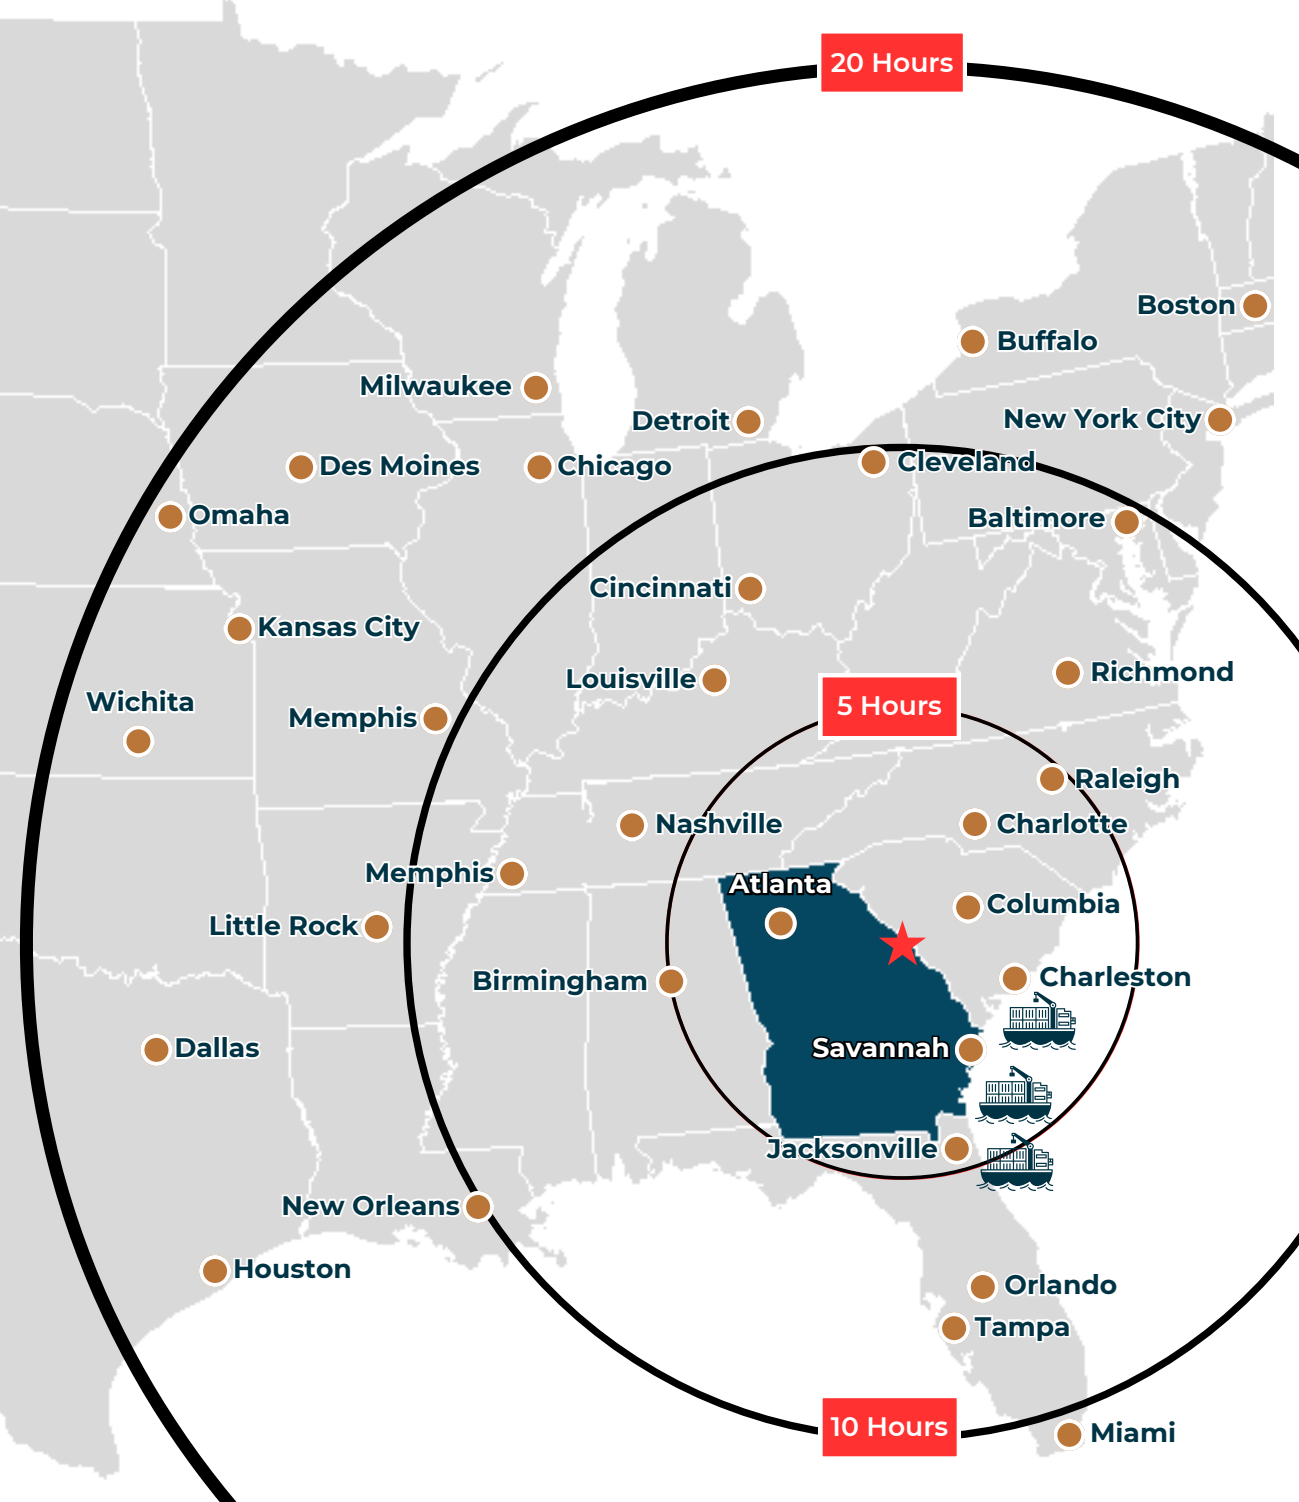 20 Hours
Boston
Buffalo
Milwaukee
New York City
Detroit
Cleveland
Des Moines
Chicago
Omaha
Baltimore
Cincinnati
Kansas City
Richmond
Louisville
Wichita
5 Hours
Memphis
Raleigh
Nashville
Charlotte
Memphis
Atlanta
Columbia
Little Rock
Charleston
Birmingham
Dallas
Savannah
Jacksonville
New Orleans
Houston
Orlando
Tampa
10 Hours
Miami